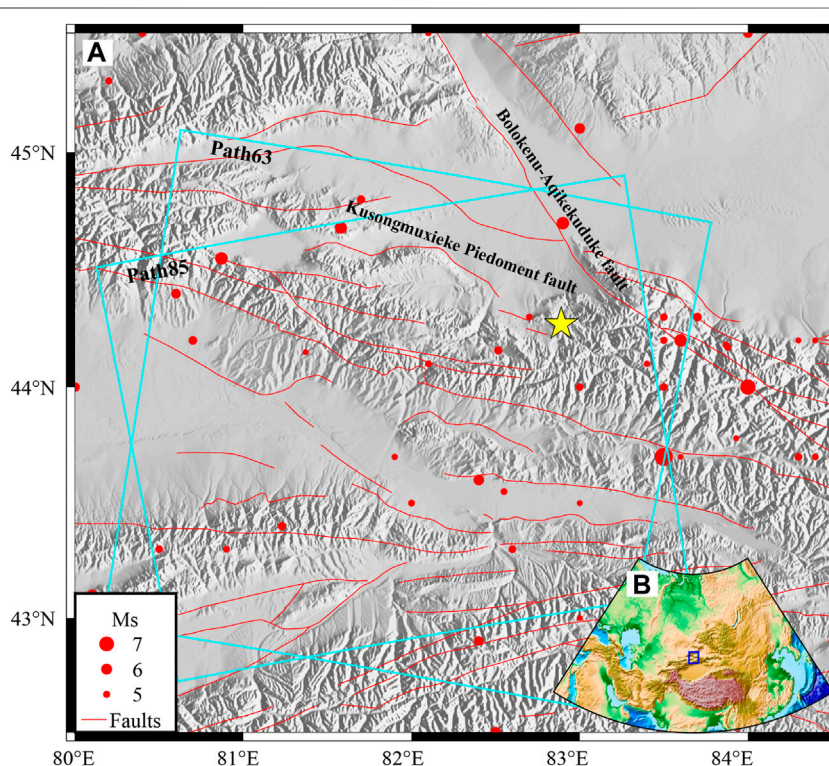 A
Path63
Bolokenu-Aqikekuduke fault
Kusongmuxieke Piedoment fault
Path85
45°N
44°N
43°N
B
Ms
7
6
5
Faults
80°E
81°E
82°E
83°E
84°E